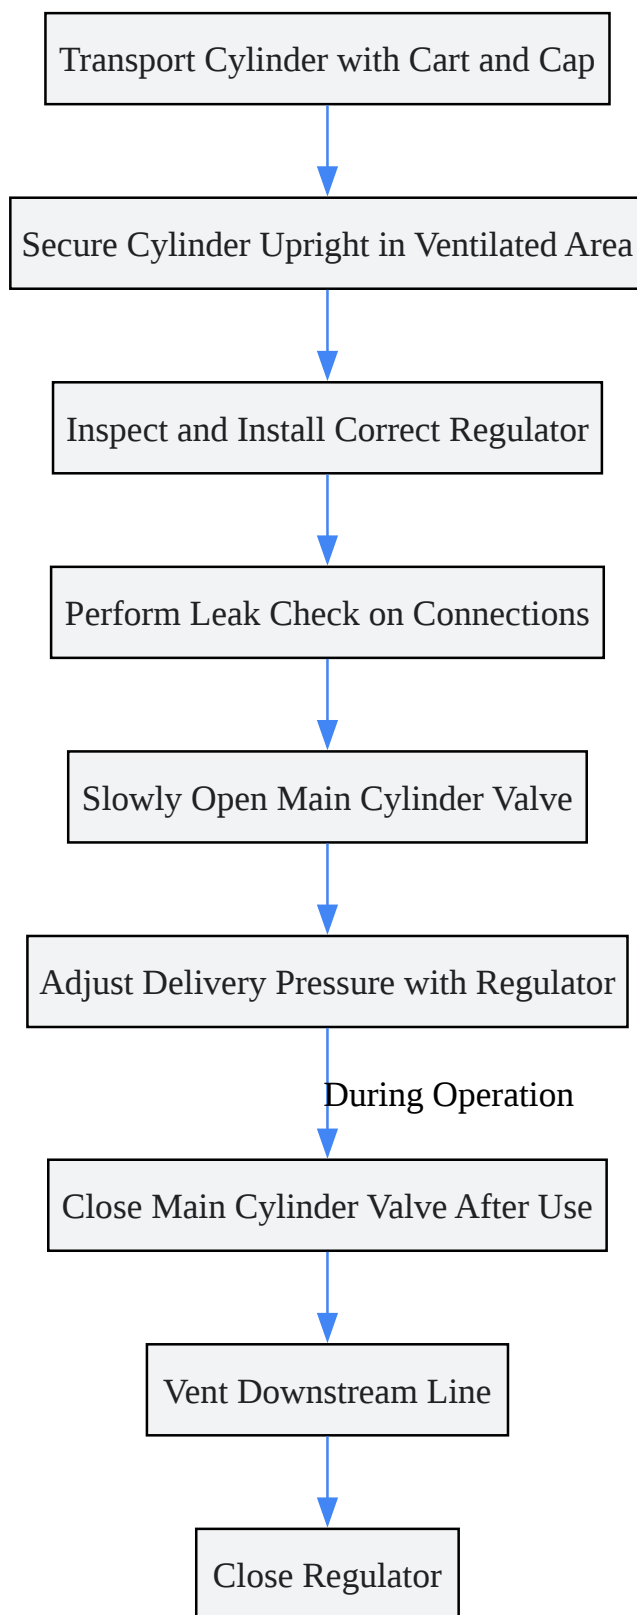 Transport Cylinder with Cart and Cap
Secure Cylinder Upright in Ventilated Area
Inspect and Install Correct Regulator
Perform Leak Check on Connections
Slowly Open Main Cylinder Valve
Adjust Delivery Pressure with Regulator
During Operation
Close Main Cylinder Valve After Use
Vent Downstream Line
Close Regulator